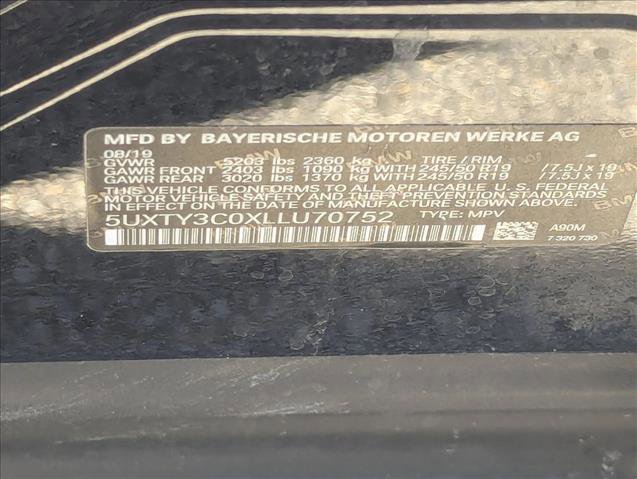 MFD BY BAYERISCHE MOTOREN WERKE AG
08/19
GVWR 5203 lbs 2360 kg TIRE / RIM
GAWR FRONT 2403 lbs 1090 kg WITH 245/50 R19 / 7.5J x 19
GAWR REAR 3020 lbs 1370 kg WITH 245/50 R19 / 7.5J x 19
THIS VEHICLE CONFORMS TO ALL APPLICABLE U.S. FEDERAL
MOTOR VEHICLE SAFETY, BUMPER, AND THEFT PREVENTION
STANDARDS IN EFFECT ON THE DATE OF MANUFACTURE SHOWN ABOVE.
5UXTY3C0XLLU70752 TYPE: MPV
A90M
7 320 730